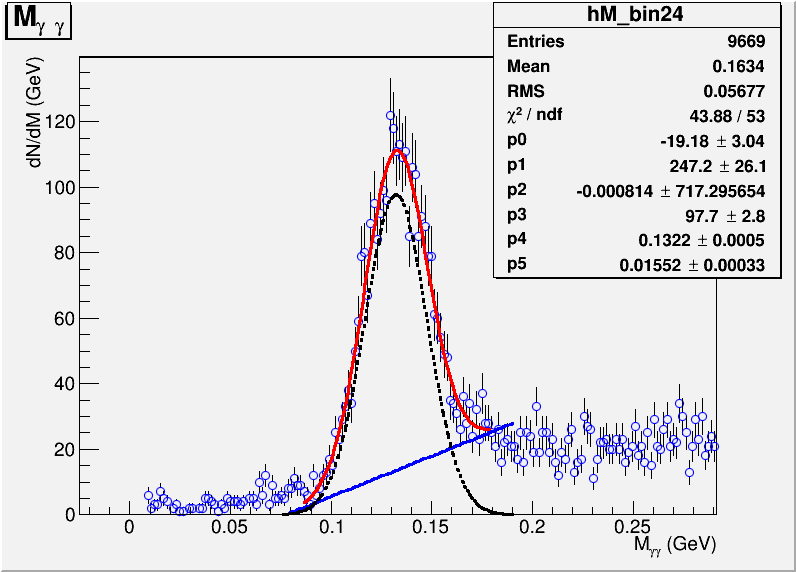 M γ γ
hM_bin24
Entries 9669
Mean 0.1634
RMS 0.05677
χ² / ndf 43.88 / 53
p0 -19.18 ± 3.04
p1 247.2 ± 26.1
p2 -0.000814 ± 717.295654
p3 97.7 ± 2.8
p4 0.1322 ± 0.0005
p5 0.01552 ± 0.00033
dN/dM (GeV)
120
100
80
60
40
20
0
0 0.05 0.1 0.15 0.2 0.25
Mγγ (GeV)